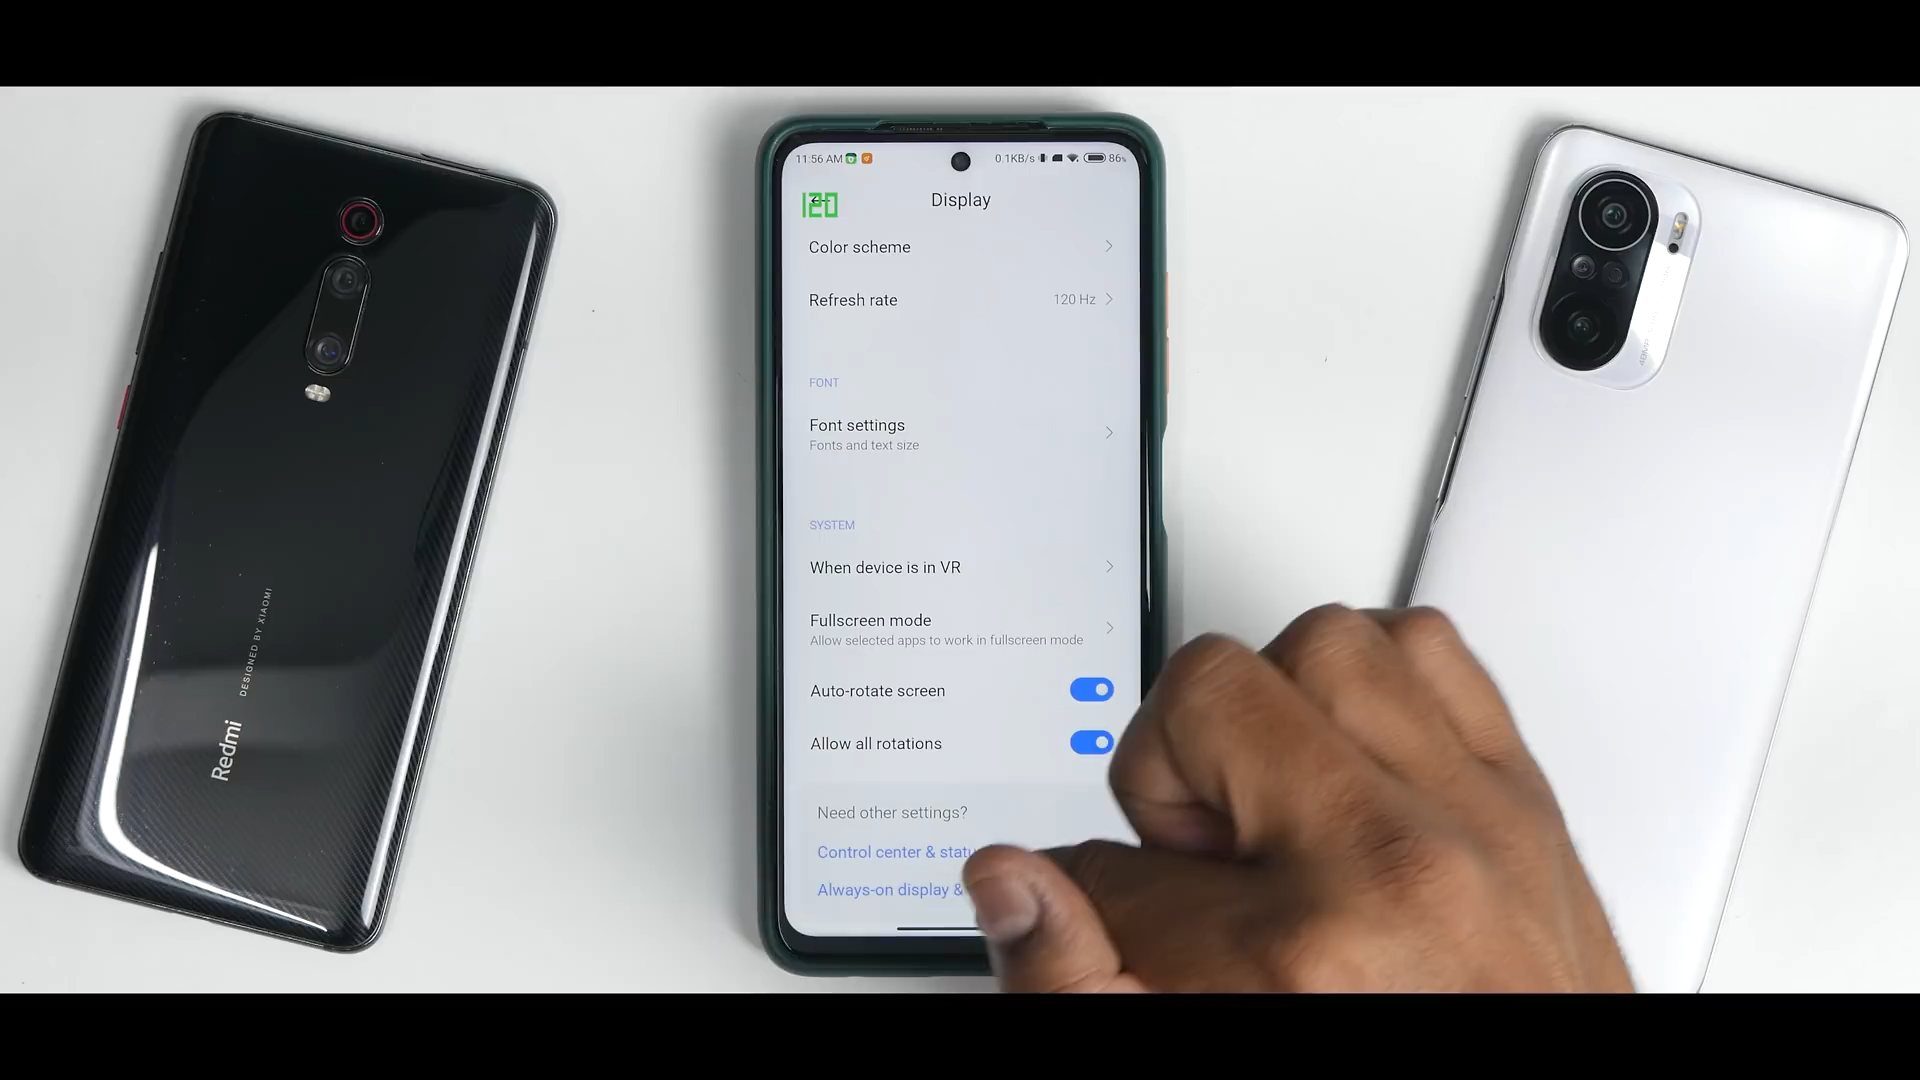 Redmi
DESIGNED BY XIAOMI
11:56 AM
0.1KB/s
86%
120
Display
Color scheme
Refresh rate
120 Hz
FONT
Font settings
Fonts and text size
SYSTEM
When device is in VR
Fullscreen mode
Allow selected apps to work in fullscreen mode
Auto-rotate screen
Allow all rotations
Need other settings?
Control center & statu
Always-on display &
48MP